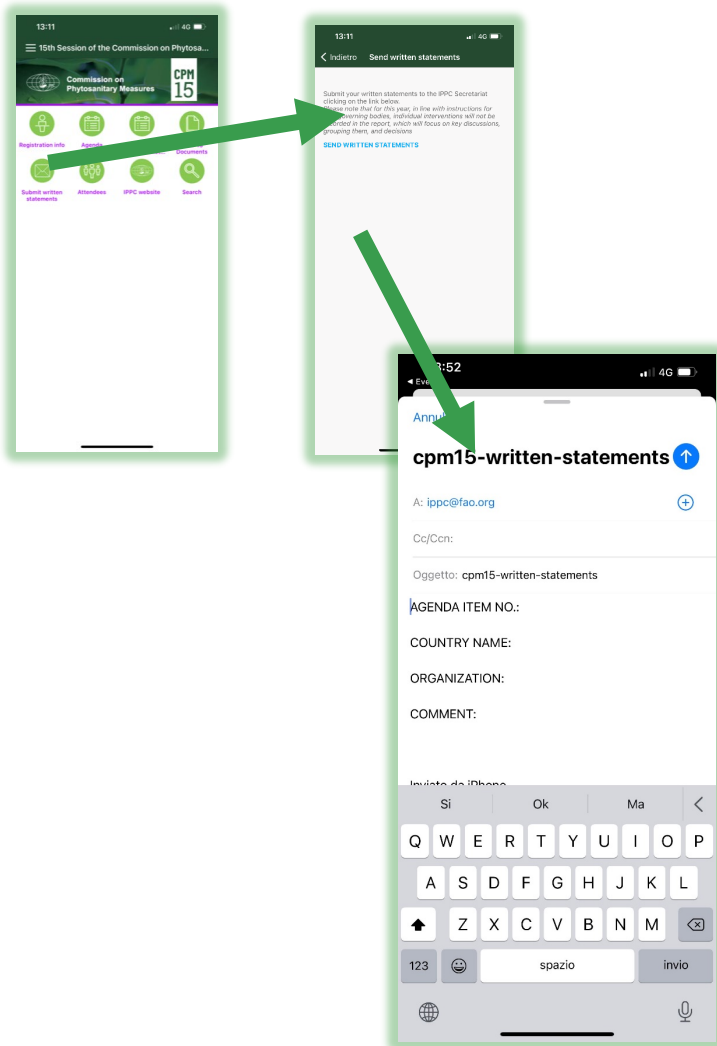 13:11
4G
15th Session of the Commission on Phytosa...
Commission on
Phytosanitary Measures
CPM
15
Registration info
Agenda
Documents
Submit written
statements
Attendees
IPPC website
Search
13:11
4G
Indietro Send written statements
Submit your written statements to the IPPC Secretariat
clicking on the link below.
Please note that for this year, in line with instructions for
governing bodies, individual interventions will not be
recorded in the report, which will focus on key discussions,
grouping them, and decisions
SEND WRITTEN STATEMENTS
:52
4G
Eve
Annu
cpm15-written-statements
A: ippc@fao.org
Cc/Ccn:
Oggetto: cpm15-written-statements
AGENDA ITEM NO.:
COUNTRY NAME:
ORGANIZATION:
COMMENT:
Inviato da iPhone
Si Ok Ma
Q W E R T Y U I O P
A S D F G H J K L
Z X C V B N M
123 spazio invio